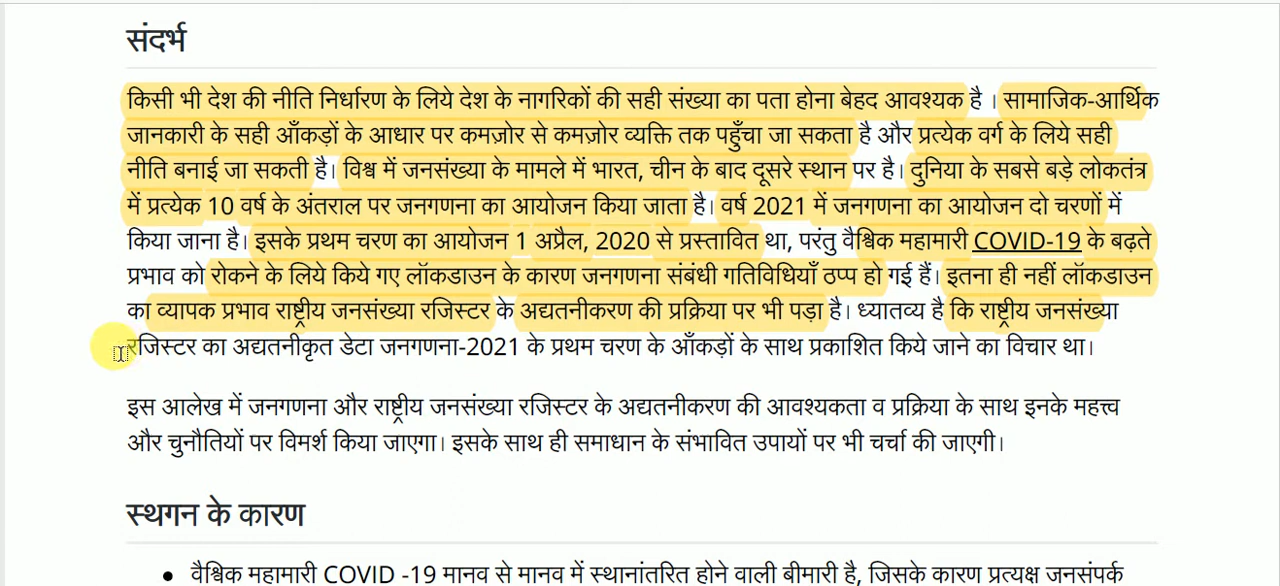 संदर्भ
किसी भी देश की नीति निर्धारण के लिये देश के नागरिकों की सही संख्या का पता होना बेहद आवश्यक है । सामाजिक-आर्थिक
जानकारी के सही आँकड़ों के आधार पर कमज़ोर से कमज़ोर व्यक्ति तक पहुँचा जा सकता है और प्रत्येक वर्ग के लिये सही
नीति बनाई जा सकती है। विश्व में जनसंख्या के मामले में भारत, चीन के बाद दूसरे स्थान पर है। दुनिया के सबसे बड़े लोकतंत्र
में प्रत्येक 10 वर्ष के अंतराल पर जनगणना का आयोजन किया जाता है। वर्ष 2021 में जनगणना का आयोजन दो चरणों में
किया जाना है। इसके प्रथम चरण का आयोजन 1 अप्रैल, 2020 से प्रस्तावित था, परंतु वैश्विक महामारी COVID-19 के बढ़ते
प्रभाव को रोकने के लिये किये गए लॉकडाउन के कारण जनगणना संबंधी गतिविधियाँ ठप्प हो गई हैं। इतना ही नहीं लॉकडाउन
का व्यापक प्रभाव राष्ट्रीय जनसंख्या रजिस्टर के अद्यतनीकरण की प्रक्रिया पर भी पड़ा है। ध्यातव्य है कि राष्ट्रीय जनसंख्या
रजिस्टर का अद्यतनीकृत डेटा जनगणना-2021 के प्रथम चरण के आँकड़ों के साथ प्रकाशित किये जाने का विचार था।
इस आलेख में जनगणना और राष्ट्रीय जनसंख्या रजिस्टर के अद्यतनीकरण की आवश्यकता व प्रक्रिया के साथ इनके महत्त्व
और चुनौतियों पर विमर्श किया जाएगा। इसके साथ ही समाधान के संभावित उपायों पर भी चर्चा की जाएगी।
स्थगन के कारण
● वैश्विक महामारी COVID -19 मानव से मानव में स्थानांतरित होने वाली बीमारी है, जिसके कारण प्रत्यक्ष जनसंपर्क